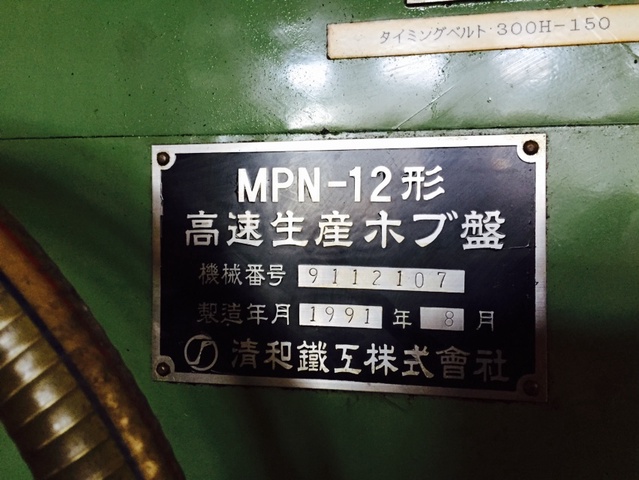 タイミングベルト・300H-150
MPN-12形
高速生産ホブ盤
機械番号 9112107
製造年月 1991 年 8 月
清和鐵工株式會社